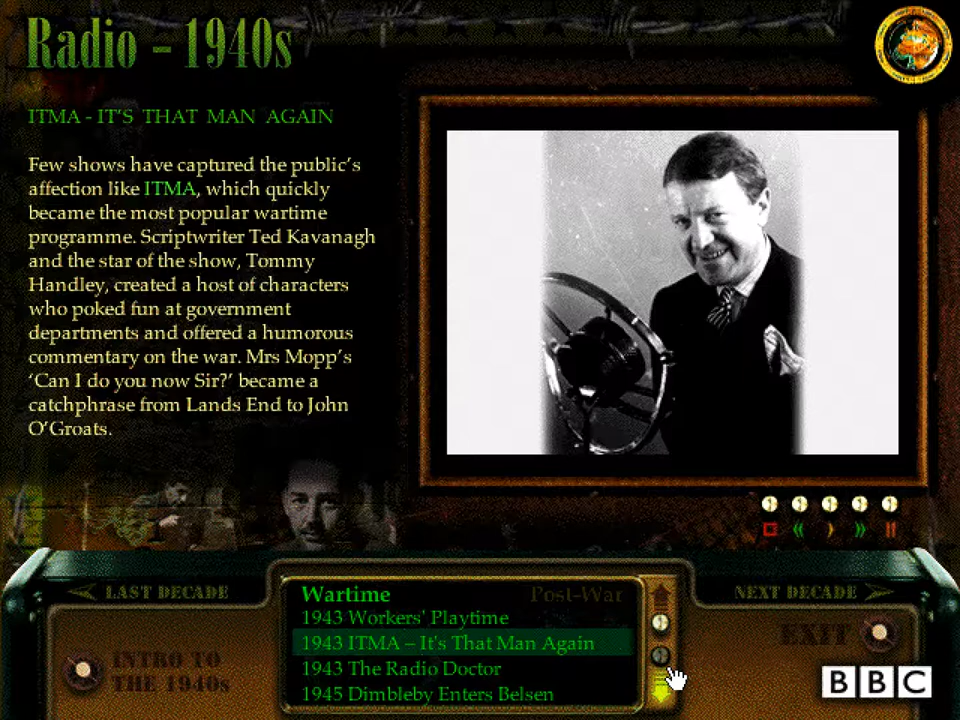 Radio – 1940s
ITMA - IT'S THAT MAN AGAIN
Few shows have captured the public's
affection like ITMA, which quickly
became the most popular wartime
programme. Scriptwriter Ted Kavanagh
and the star of the show, Tommy
Handley, created a host of characters
who poked fun at government
departments and offered a humorous
commentary on the war. Mrs Mopp's
'Can I do you now Sir?' became a
catchphrase from Lands End to John
O'Groats.
LAST DECADE
Wartime Post-War
NEXT DECADE
1943 Workers' Playtime
1943 ITMA – It's That Man Again
1943 The Radio Doctor
1945 Dimbleby Enters Belsen
INTRO TO
THE 1940s
EXIT
BBC